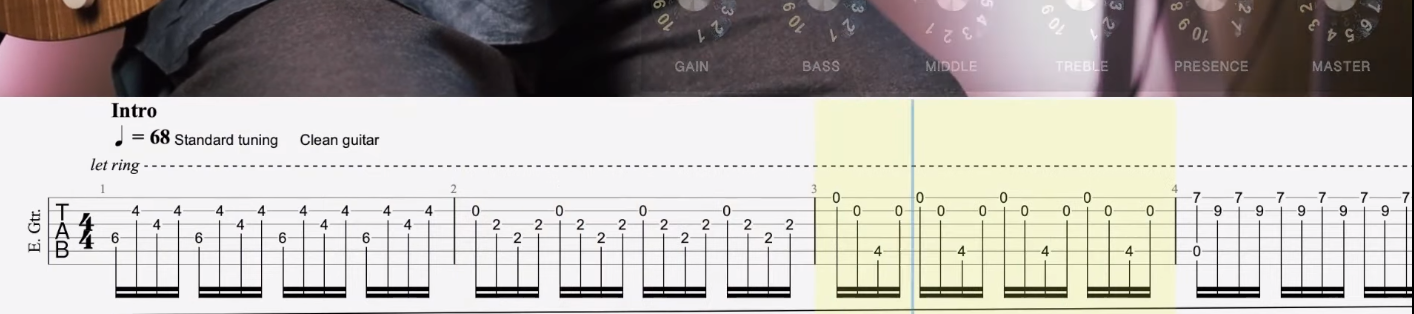 GAIN BASS MIDDLE TREBLE PRESENCE MASTER
Intro
♩ = 68 Standard tuning Clean guitar
let ring
1 2 3 4
E. Gtr.
TAB
4/4
0 0 0 0 7 7 7 7 7 7
4 4 4 4 4 4 4 4 0 0 0 0 0 0 0 0 0 0 0 0 9 9 9 9 9
4 4 4 4 2 2 2 2 2 2 2 2
6 6 6 6 2 2 2 2
4 4 4 4 0